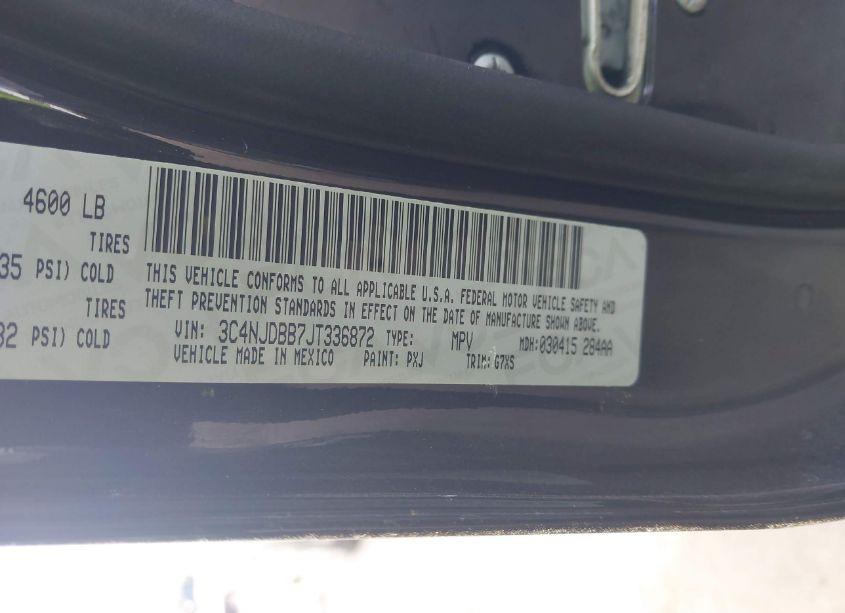 4600 LB
TIRES
35 PSI) COLD
TIRES
32 PSI) COLD
THIS VEHICLE CONFORMS TO ALL APPLICABLE U.S.A. FEDERAL MOTOR VEHICLE SAFETY AND
THEFT PREVENTION STANDARDS IN EFFECT ON THE DATE OF MANUFACTURE SHOWN ABOVE.
VIN: 3C4NJDBB7JT336872 TYPE: MPV MDH:030415 284AA
VEHICLE MADE IN MEXICO PAINT: PXJ TRIM: G7XS